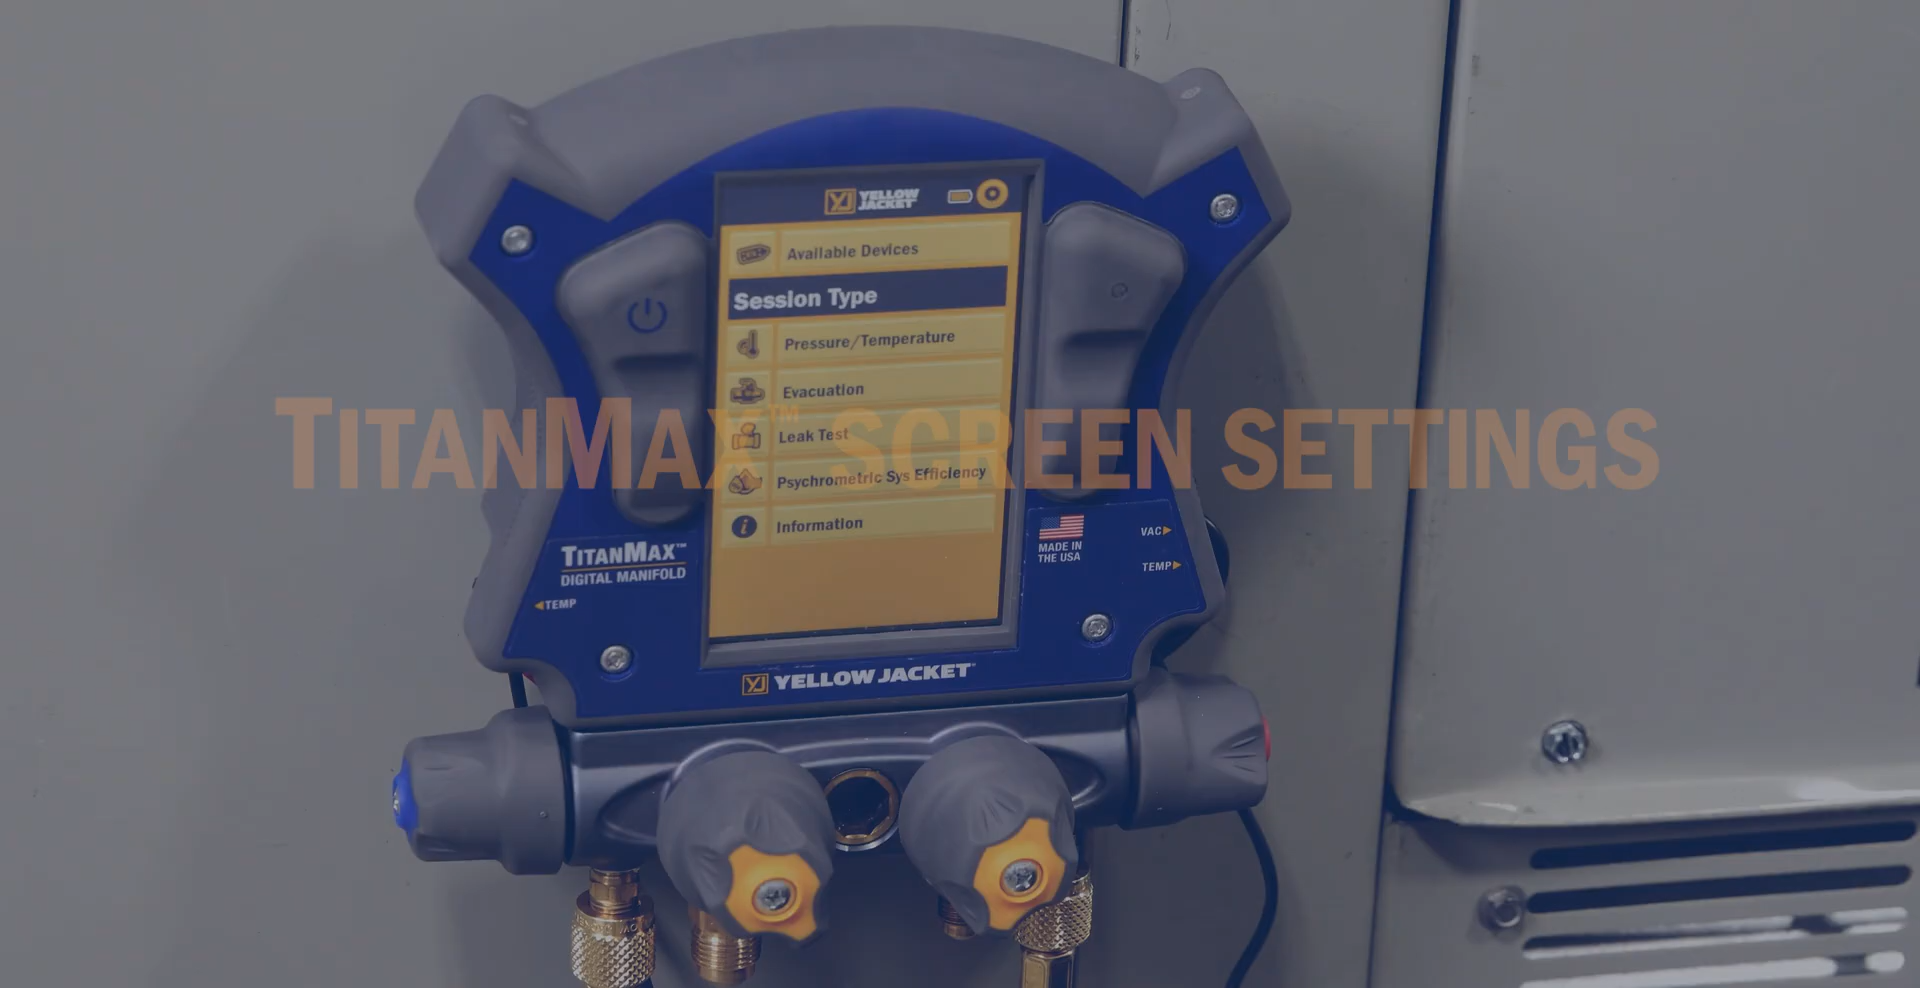 YJ YELLOW
JACKET
Available Devices
Session Type
Pressure/Temperature
Evacuation
TITANMAX™ SCREEN SETTINGS
Leak Test
Psychrometric Sys Efficiency
i Information
TITANMAX™
DIGITAL MANIFOLD
TEMP
MADE IN
THE USA
VAC
TEMP
YJ YELLOW JACKET